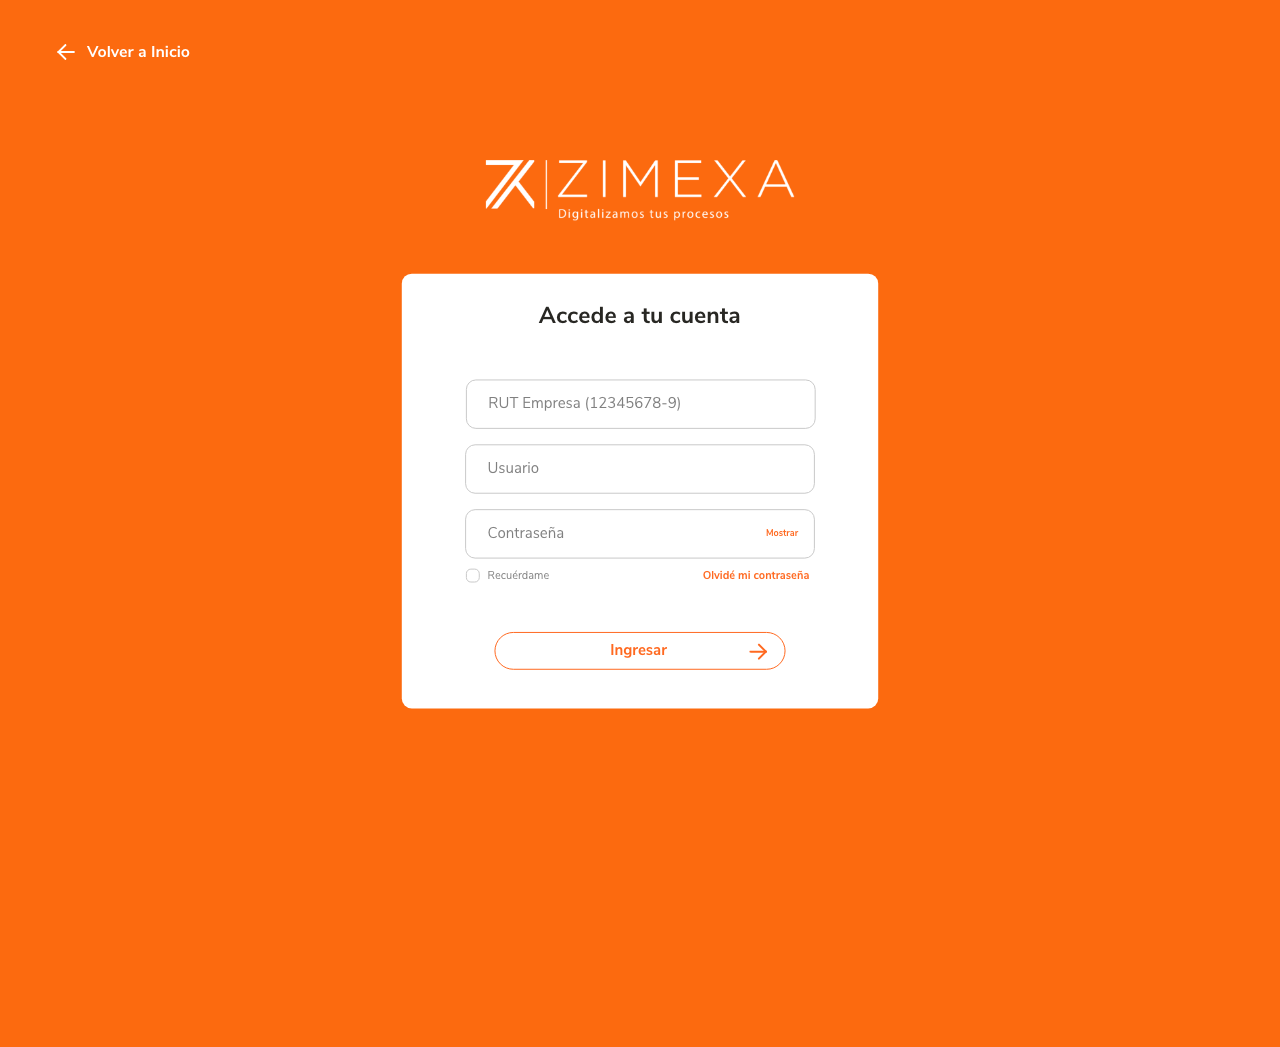 Volver a Inicio
ZIMEXA
Digitalizamos tus procesos
Accede a tu cuenta
RUT Empresa (12345678-9)
Usuario
Contraseña
Mostrar
Recuérdame
Olvidé mi contraseña
Ingresar